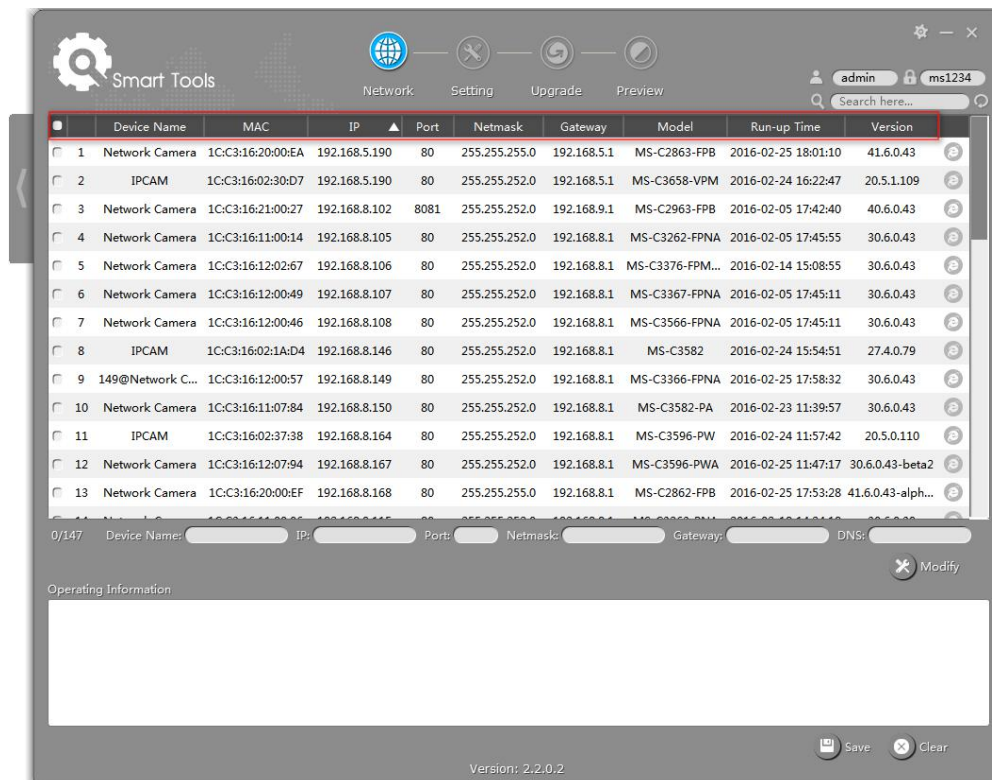 Smart Tools
Network Setting Upgrade Preview
admin ms1234
Search here...
Device Name MAC IP Port Netmask Gateway Model Run-up Time Version
1 Network Camera 1C:C3:16:20:00:EA 192.168.5.190 80 255.255.255.0 192.168.5.1 MS-C2863-FPB 2016-02-25 18:01:10 41.6.0.43
2 IPCAM 1C:C3:16:02:30:D7 192.168.5.190 80 255.255.255.0 192.168.5.1 MS-C3658-VPM 2016-02-24 16:22:47 20.5.1.109
3 Network Camera 1C:C3:16:21:00:27 192.168.8.102 8081 255.255.252.0 192.168.9.1 MS-C2963-FPB 2016-02-05 17:42:40 40.6.0.43
4 Network Camera 1C:C3:16:11:00:14 192.168.8.105 80 255.255.252.0 192.168.8.1 MS-C3262-FPNA 2016-02-05 17:45:55 30.6.0.43
5 Network Camera 1C:C3:16:12:02:67 192.168.8.106 80 255.255.252.0 192.168.8.1 MS-C3376-FPM... 2016-02-14 15:08:55 30.6.0.43
6 Network Camera 1C:C3:16:12:00:49 192.168.8.107 80 255.255.252.0 192.168.8.1 MS-C3367-FPNA 2016-02-05 17:45:11 30.6.0.43
7 Network Camera 1C:C3:16:12:00:46 192.168.8.108 80 255.255.252.0 192.168.8.1 MS-C3566-FPNA 2016-02-05 17:45:11 30.6.0.43
8 IPCAM 1C:C3:16:02:1A:D4 192.168.8.146 80 255.255.252.0 192.168.8.1 MS-C3582 2016-02-24 15:54:51 27.4.0.79
9 149@Network C... 1C:C3:16:12:00:57 192.168.8.149 80 255.255.252.0 192.168.8.1 MS-C3366-FPNA 2016-02-25 17:58:32 30.6.0.43
10 Network Camera 1C:C3:16:11:07:84 192.168.8.150 80 255.255.252.0 192.168.8.1 MS-C3582-PA 2016-02-23 11:39:57 30.6.0.43
11 IPCAM 1C:C3:16:02:37:38 192.168.8.164 80 255.255.252.0 192.168.8.1 MS-C3596-PW 2016-02-24 11:57:42 20.5.0.110
12 Network Camera 1C:C3:16:12:07:94 192.168.8.167 80 255.255.252.0 192.168.8.1 MS-C3596-PWA 2016-02-25 11:47:17 30.6.0.43-beta2
13 Network Camera 1C:C3:16:20:00:EF 192.168.8.168 80 255.255.255.0 192.168.8.1 MS-C2862-FPB 2016-02-25 17:53:28 41.6.0.43-alph...
0/147 Device Name: IP: Port: Netmask: Gateway: DNS:
Modify
Operating Information
Save Clear
Version: 2.2.0.2